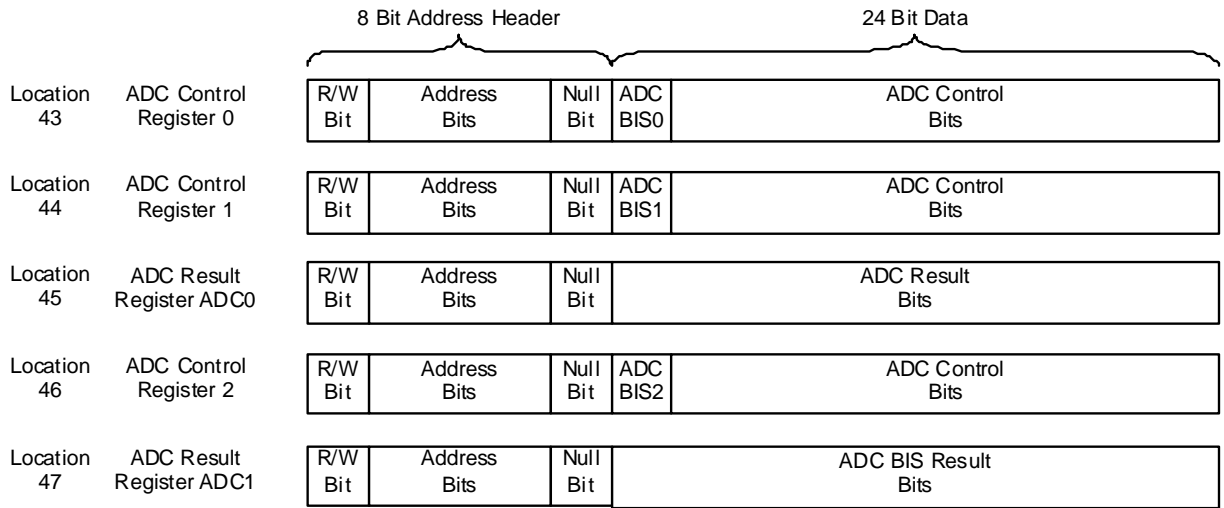 8 Bit Address Header 24 Bit Data
Location ADC Control R/W Address Null ADC ADC Control
43 Register 0 Bit Bits Bit BIS0 Bits
Location ADC Control R/W Address Null ADC ADC Control
44 Register 1 Bit Bits Bit BIS1 Bits
Location ADC Result R/W Address Null ADC Result
45 Register ADC0 Bit Bits Bit Bits
Location ADC Control R/W Address Null ADC ADC Control
46 Register 2 Bit Bits Bit BIS2 Bits
Location ADC Result R/W Address Null ADC BIS Result
47 Register ADC1 Bit Bits Bit Bits